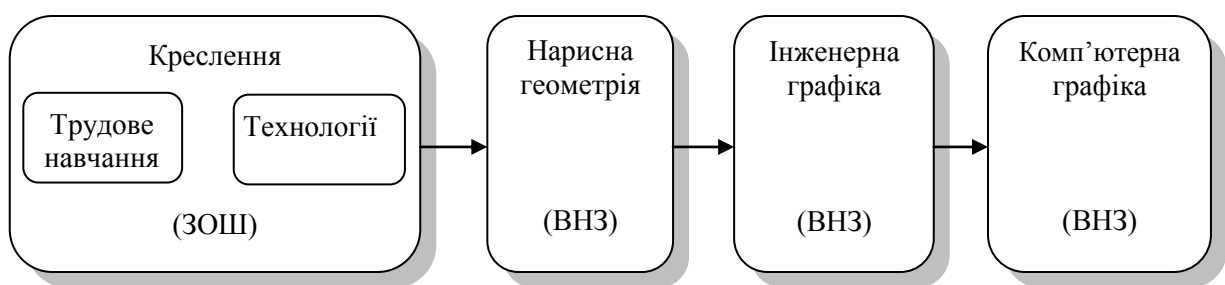 Креслення
Трудове
навчання
Технології
(ЗОШ)
Нарисна
геометрія
(ВНЗ)
Інженерна
графіка
(ВНЗ)
Комп’ютерна
графіка
(ВНЗ)